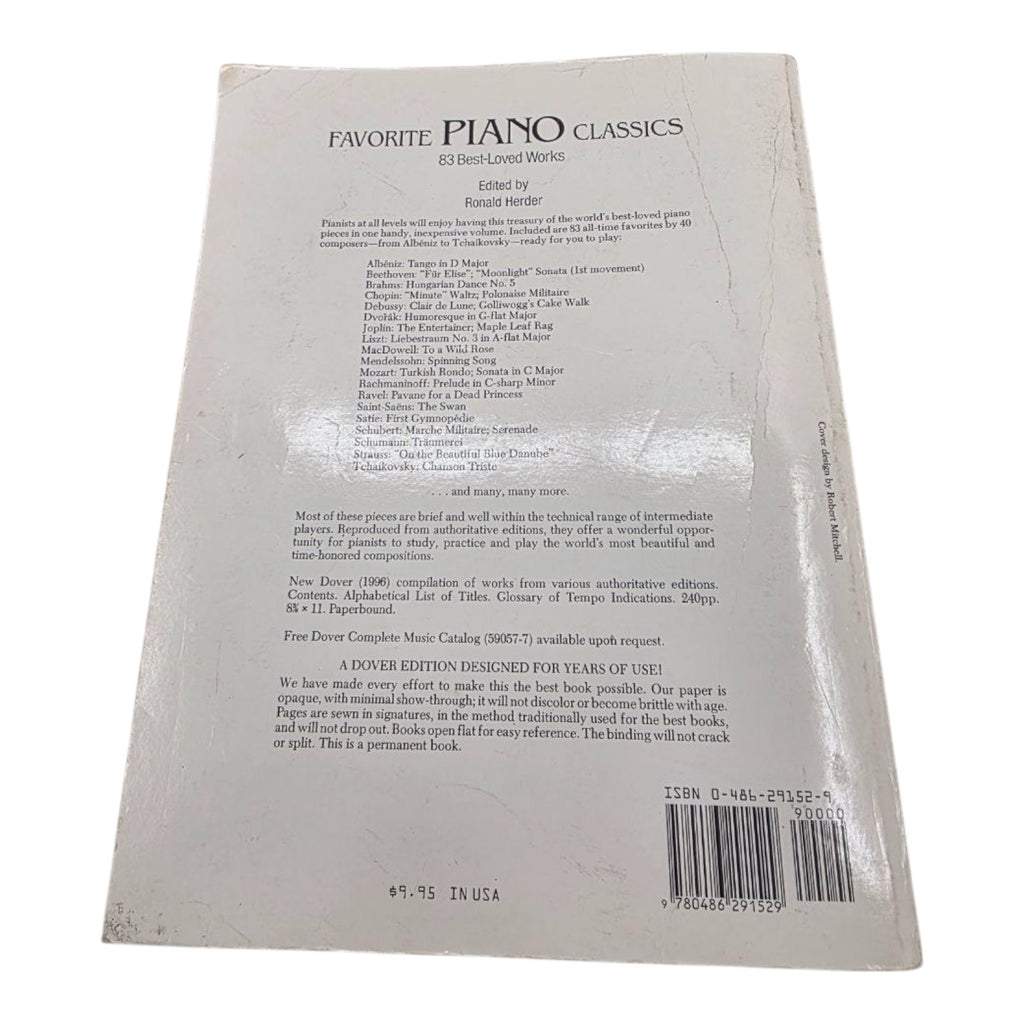 FAVORITE PIANO CLASSICS
83 Best-Loved Works
Edited by
Ronald Herder
Pianists at all levels will enjoy having this treasury of the world's best-loved piano
pieces in one handy, inexpensive volume. Included are 83 all-time favorites by 40
composers—from Albéniz to Tchaikovsky—ready for you to play:
Albéniz: Tango in D Major
Beethoven: "Für Elise"; "Moonlight" Sonata (1st movement)
Brahms: Hungarian Dance No. 5
Chopin: "Minute" Waltz; Polonaise Militaire
Debussy: Clair de Lune; Golliwogg's Cake Walk
Dvořák: Humoresque in G-flat Major
Joplin: The Entertainer; Maple Leaf Rag
Liszt: Liebestraum No. 3 in A-flat Major
MacDowell: To a Wild Rose
Mendelssohn: Spinning Song
Mozart: Turkish Rondo; Sonata in C Major
Rachmaninoff: Prelude in C-sharp Minor
Ravel: Pavane for a Dead Princess
Saint-Saëns: The Swan
Satie: First Gymnopédie
Schubert: Marche Militaire; Serenade
Schumann: Träumerei
Strauss: "On the Beautiful Blue Danube"
Tchaikovsky: Chanson Triste
. . . and many, many more.
Most of these pieces are brief and well within the technical range of intermediate
players. Reproduced from authoritative editions, they offer a wonderful oppor-
tunity for pianists to study, practice and play the world's most beautiful and
time-honored compositions.
New Dover (1996) compilation of works from various authoritative editions.
Contents. Alphabetical List of Titles. Glossary of Tempo Indications. 240pp.
8⅜ × 11. Paperbound.
Free Dover Complete Music Catalog (59057-7) available upon request.
A DOVER EDITION DESIGNED FOR YEARS OF USE!
We have made every effort to make this the best book possible. Our paper is
opaque, with minimal show-through; it will not discolor or become brittle with age.
Pages are sewn in signatures, in the method traditionally used for the best books,
and will not drop out. Books open flat for easy reference. The binding will not crack
or split. This is a permanent book.
Cover design by Robert Mitchell.
ISBN 0-486-29152-9
90000
9 780486 291529
$9.95 IN USA